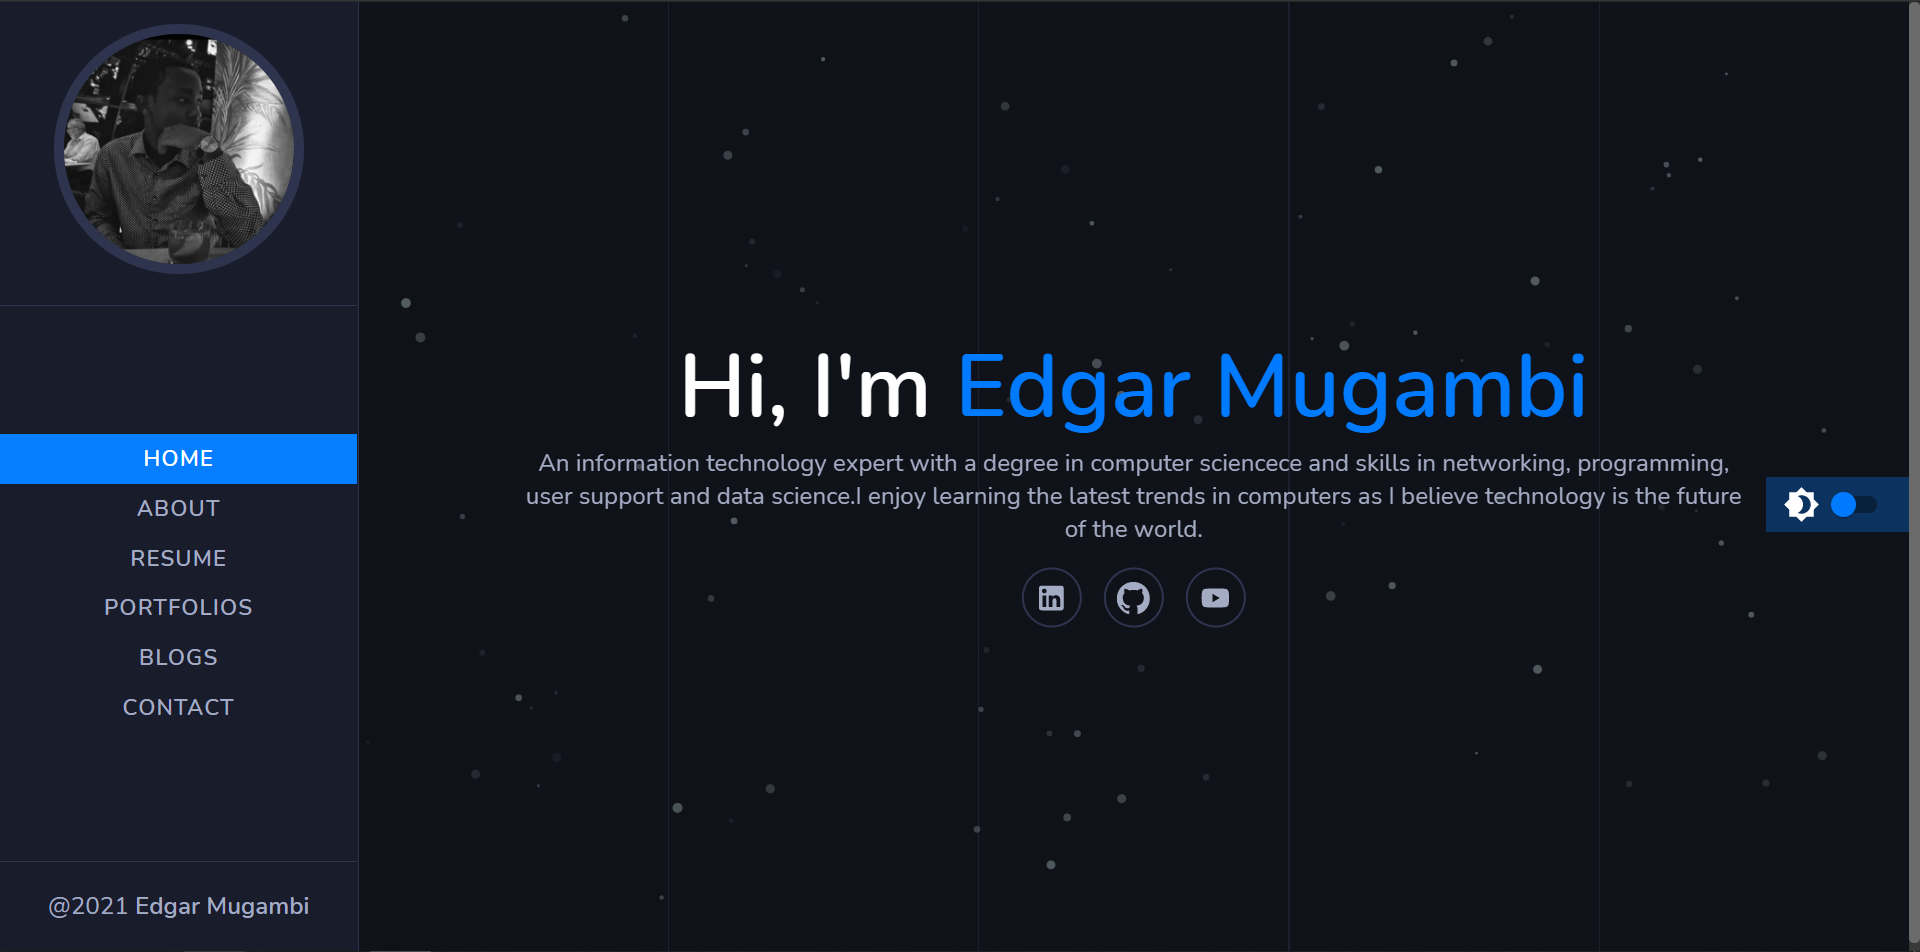 HOME
ABOUT
RESUME
PORTFOLIOS
BLOGS
CONTACT
@2021 Edgar Mugambi
Hi, I'm Edgar Mugambi
An information technology expert with a degree in computer sciencece and skills in networking, programming,
user support and data science.I enjoy learning the latest trends in computers as I believe technology is the future
of the world.
in